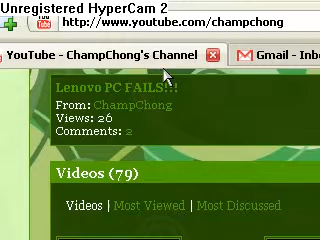 Unregistered HyperCam 2
http://www.youtube.com/champchong
YouTube - ChampChong's Channel
Gmail - Inbo
Lenovo PC FAILS!!!
From: ChampChong
Views: 26
Comments: 2
Videos (79)
Videos | Most Viewed | Most Discussed